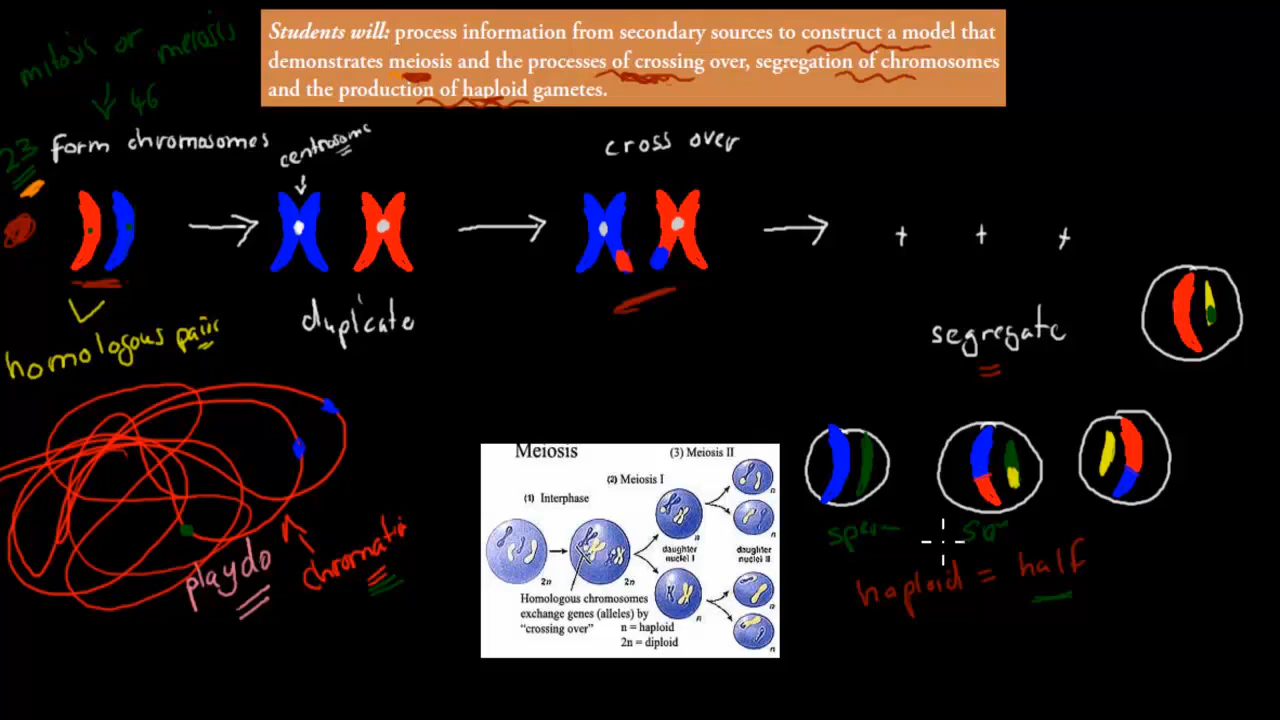 Students will: process information from secondary sources to construct a model that
demonstrates meiosis and the processes of crossing over, segregation of chromosomes
and the production of haploid gametes.
mitosis or meiosis
46
23
form chromosomes
centrosome
cross over
homologous pair
duplicate
segregate
playdo
chromatin
Meiosis
(3) Meiosis II
(2) Meiosis I
(1) Interphase
n
n
n
daughter
nuclei I
daughter
nuclei II
2n
2n
n
n
n
Homologous chromosomes
exchange genes (alleles) by
"crossing over"
n = haploid
2n = diploid
sperm
haploid = half